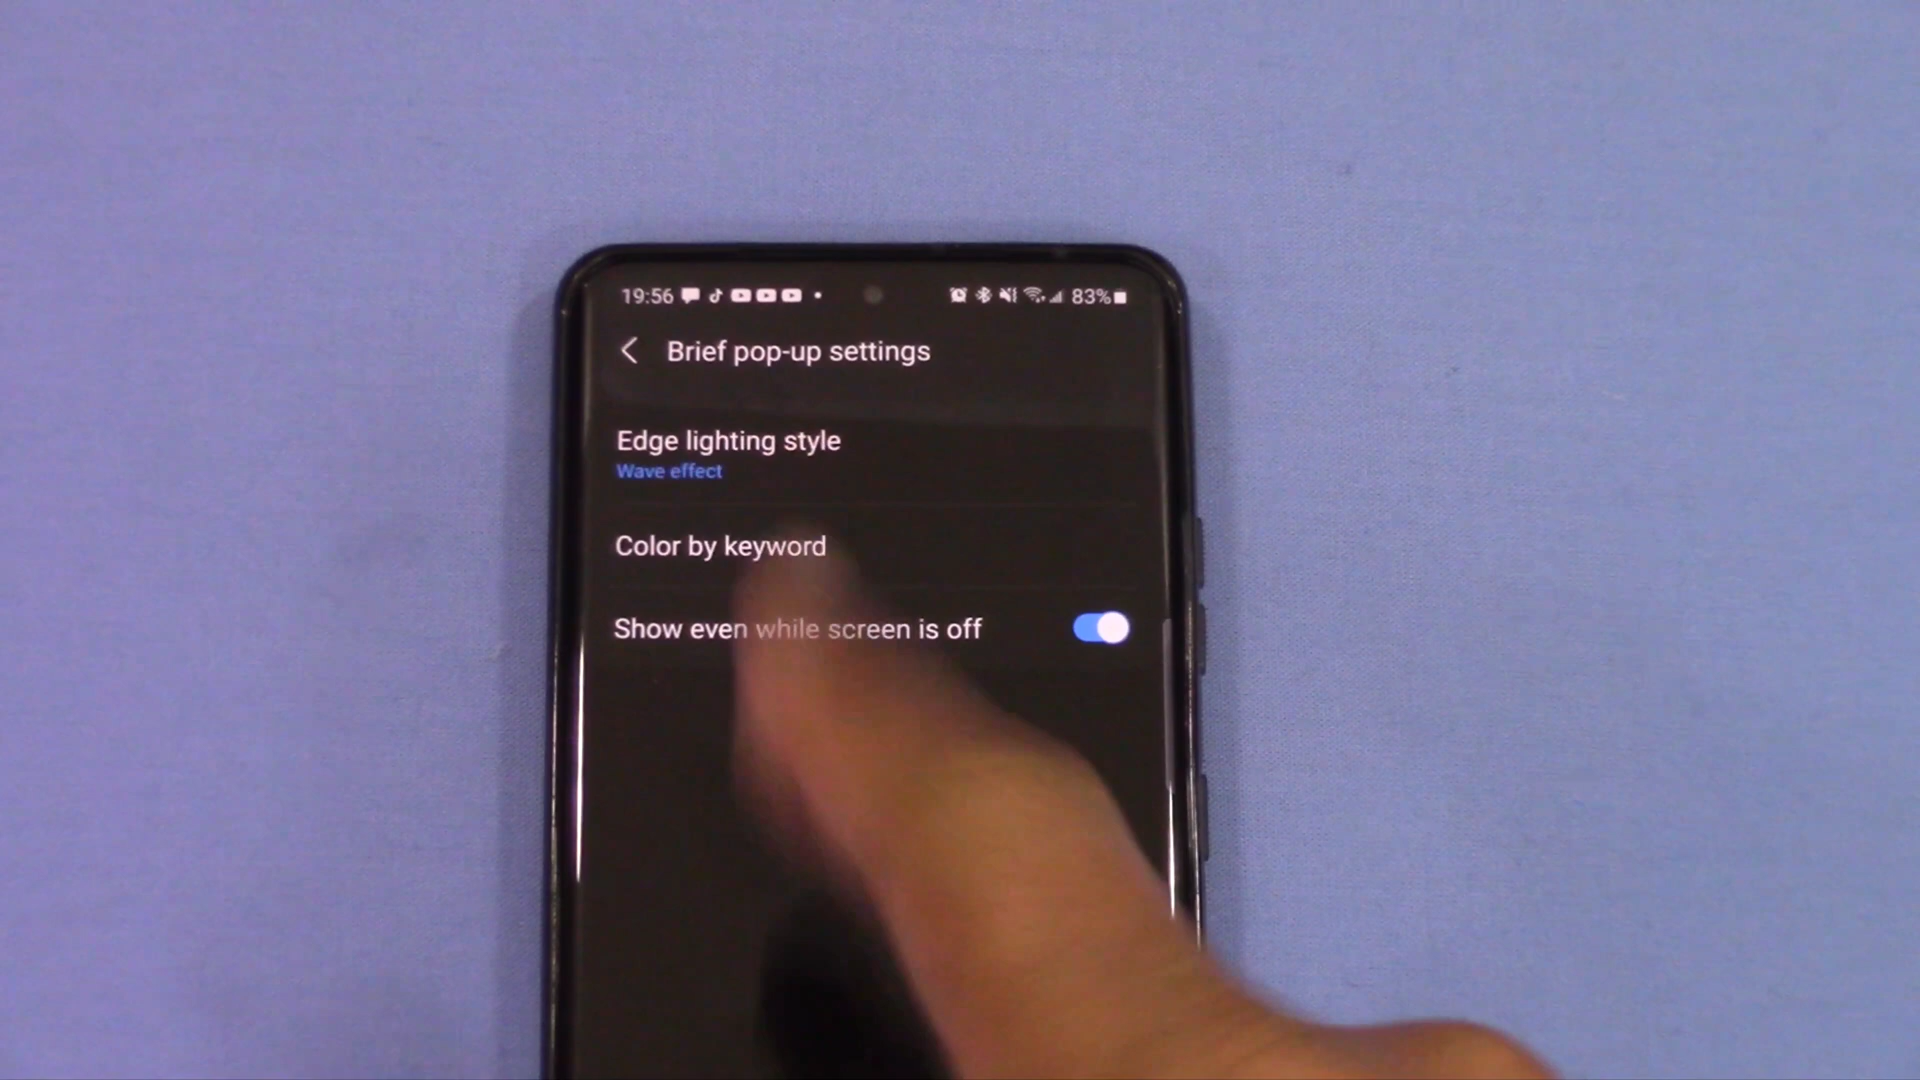 19:56 83%
Brief pop-up settings
Edge lighting style
Wave effect
Color by keyword
Show even while screen is off